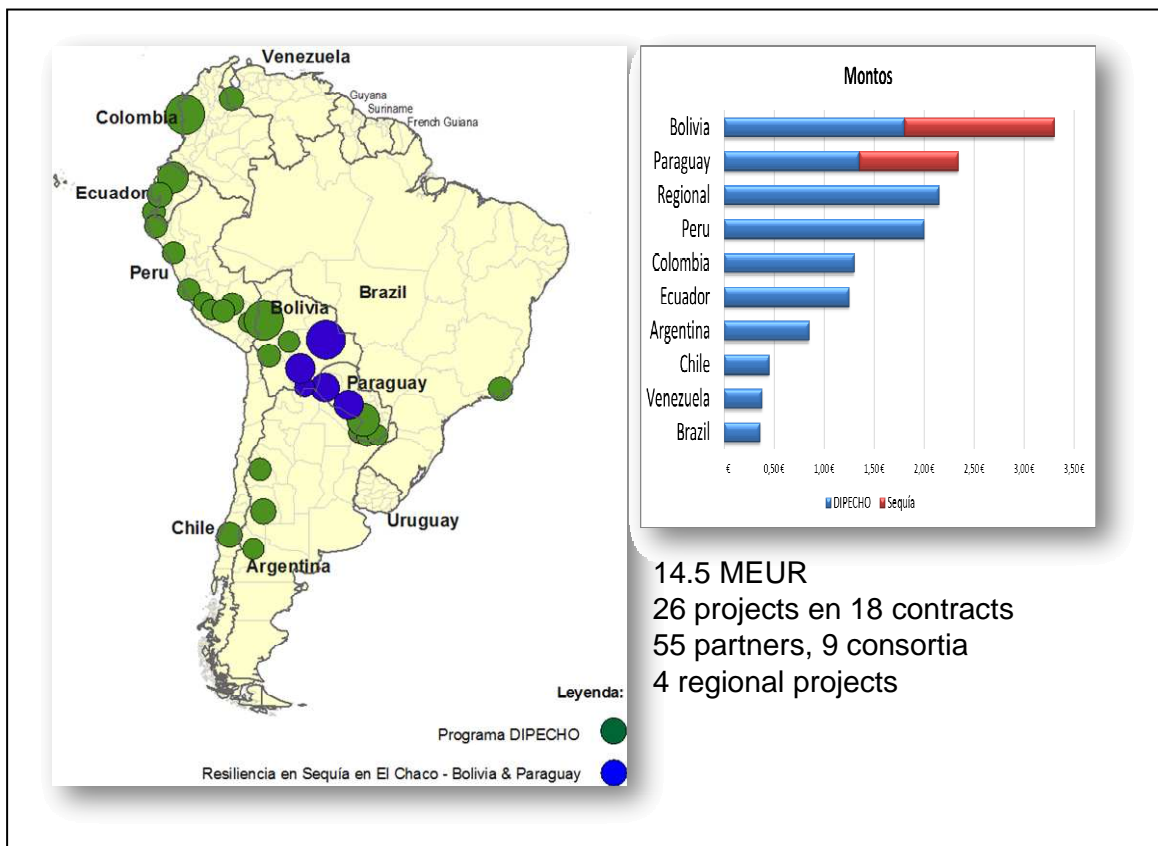 Venezuela
Guyana
Suriname
French Guiana
Colombia
Ecuador
Peru
Brazil
Bolivia
Paraguay
Uruguay
Chile
Argentina
Leyenda:
Programa DIPECHO
Resiliencia en Sequía en El Chaco - Bolivia & Paraguay
Montos
Bolivia
Paraguay
Regional
Peru
Colombia
Ecuador
Argentina
Chile
Venezuela
Brazil
€ 0,50€ 1,00€ 1,50€ 2,00€ 2,50€ 3,00€ 3,50€
DIPECHO Sequía
14.5 MEUR
26 projects en 18 contracts
55 partners, 9 consortia
4 regional projects